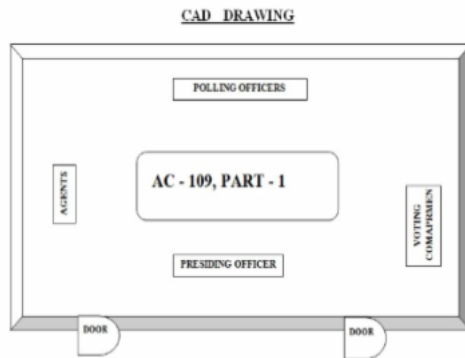 CAD DRAWING
POLLING OFFICERS
AGENTS
AC - 109, PART - 1
VOTING
COMAPRMEN
PRESIDING OFFICER
DOOR
DOOR